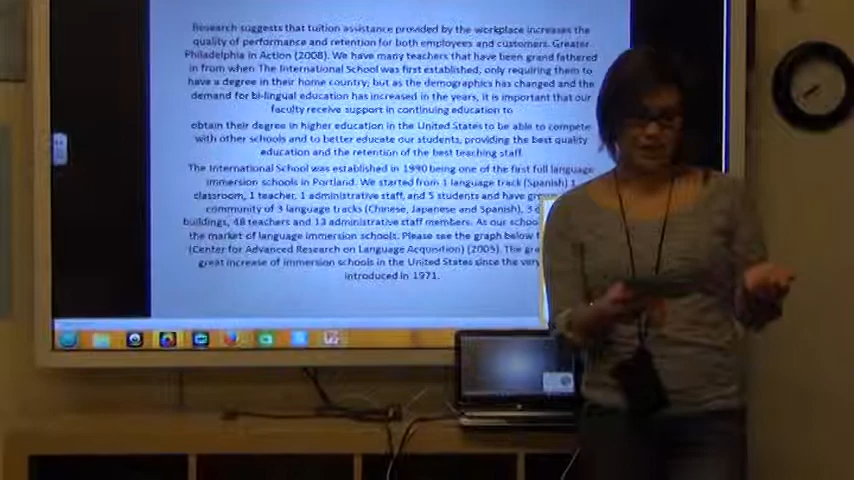 Research suggests that tuition assistance provided by the workplace increases the
quality of performance and retention for both employees and customers. Greater
Philadelphia in Action (2008). We have many teachers that have been grand fathered
in from when The International School was first established, only requiring them to
have a degree in their home country; but as the demographics has changed and the
demand for bi-lingual education has increased in the years, it is important that our
faculty receive support in continuing education to
obtain their degree in higher education in the United States to be able to compete
with other schools and to better educate our students, providing the best quality
education and the retention of the best teaching staff.
The International School was established in 1990 being one of the first full language
immersion schools in Portland. We started from 1 language track (Spanish) 1
classroom, 1 teacher, 1 administrative staff, and 5 students and have
community of 3 language tracks (Chinese, Japanese and Spanish), 3
buildings, 48 teachers and 13 administrative staff members. As our
the market of language immersion schools. Please see the graph below
(Center for Advanced Research on Language Acquisition) (2005). The
great increase of immersion schools in the United States since the
introduced in 1971.